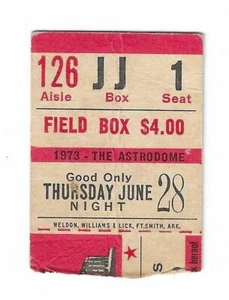 126 JJ 1
Aisle Box Seat
FIELD BOX $4.00
1973 - THE ASTRODOME
Good Only
THURSDAY JUNE 28
NIGHT
WELDON, WILLIAMS & LICK, FT. SMITH, ARK.
hereof